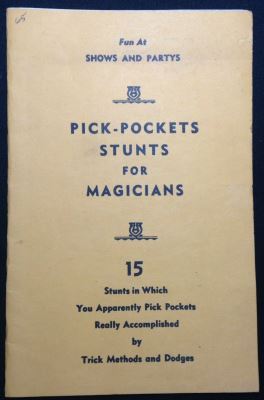 Fun At
SHOWS AND PARTYS
PICK-POCKETS
STUNTS
FOR
MAGICIANS
15
Stunts in Which
You Apparently Pick Pockets
Really Accomplished
by
Trick Methods and Dodges